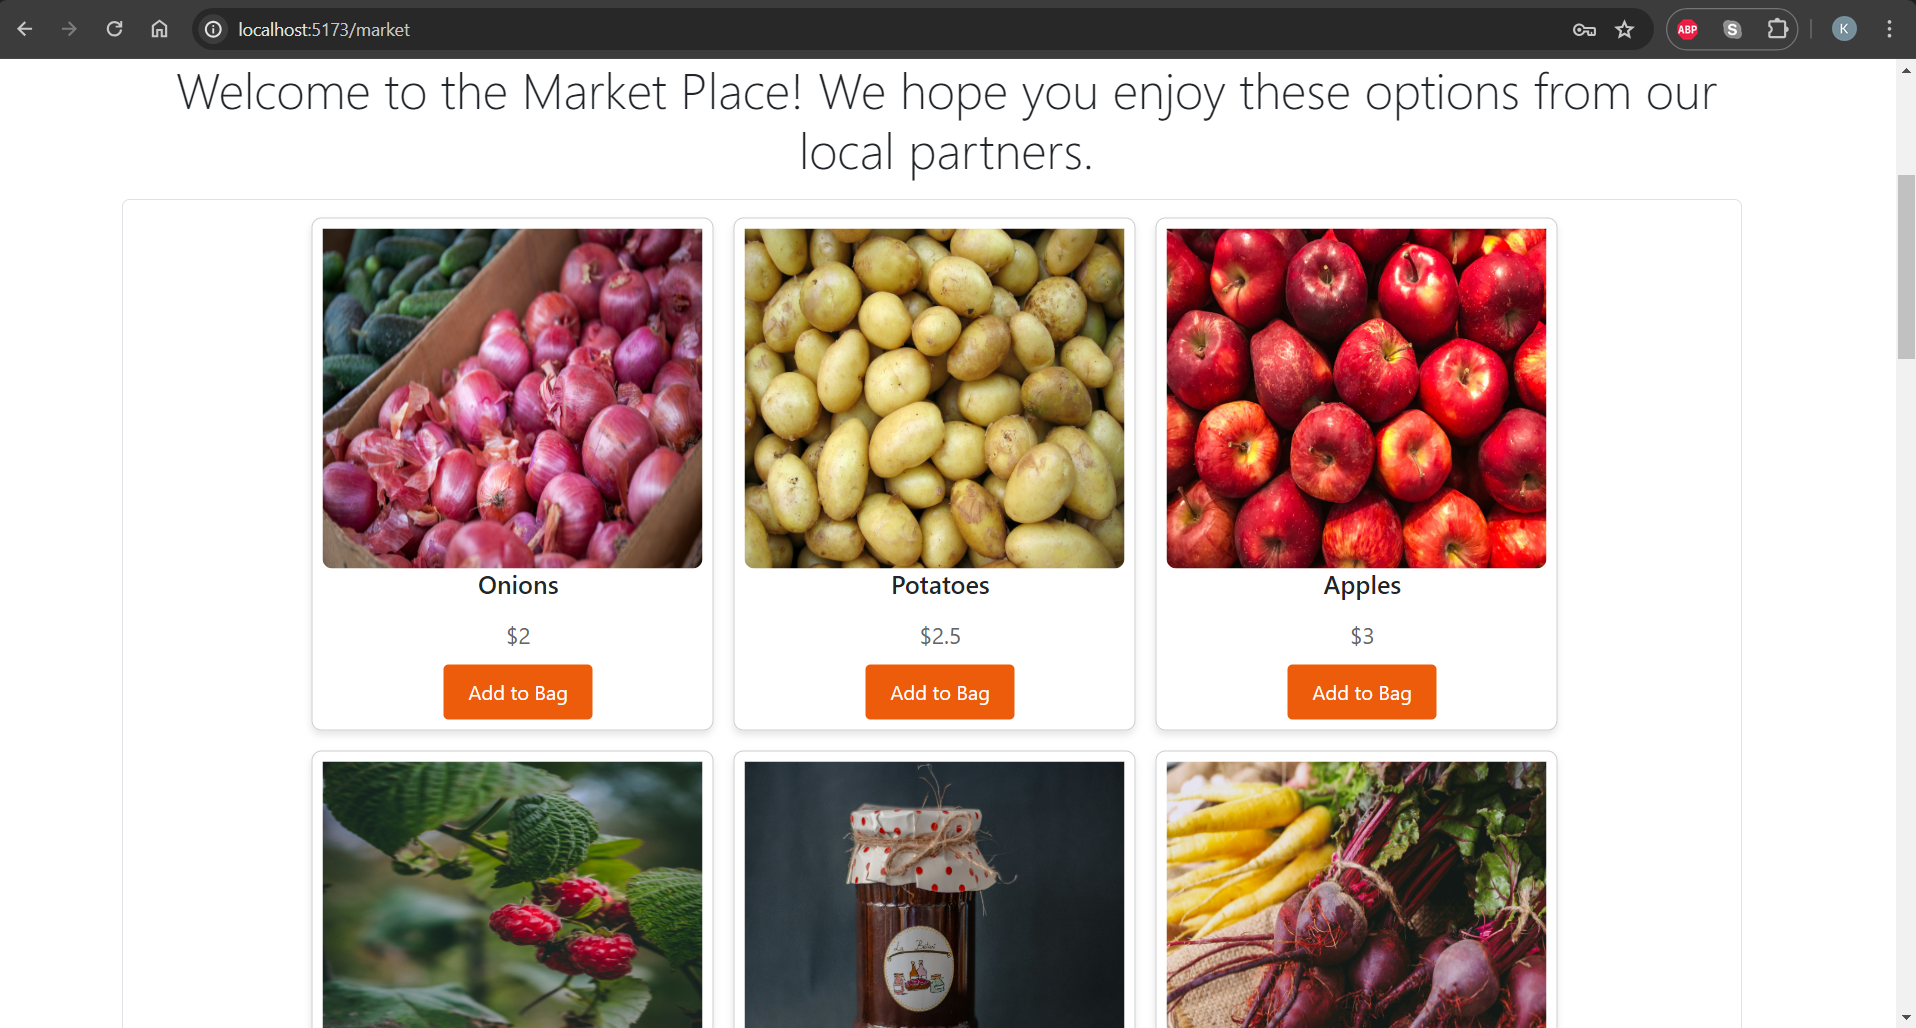 localhost:5173/market
ABP
S
K
Welcome to the Market Place! We hope you enjoy these options from our
local partners.
Onions
Potatoes
Apples
$2
$2.5
$3
Add to Bag
Add to Bag
Add to Bag